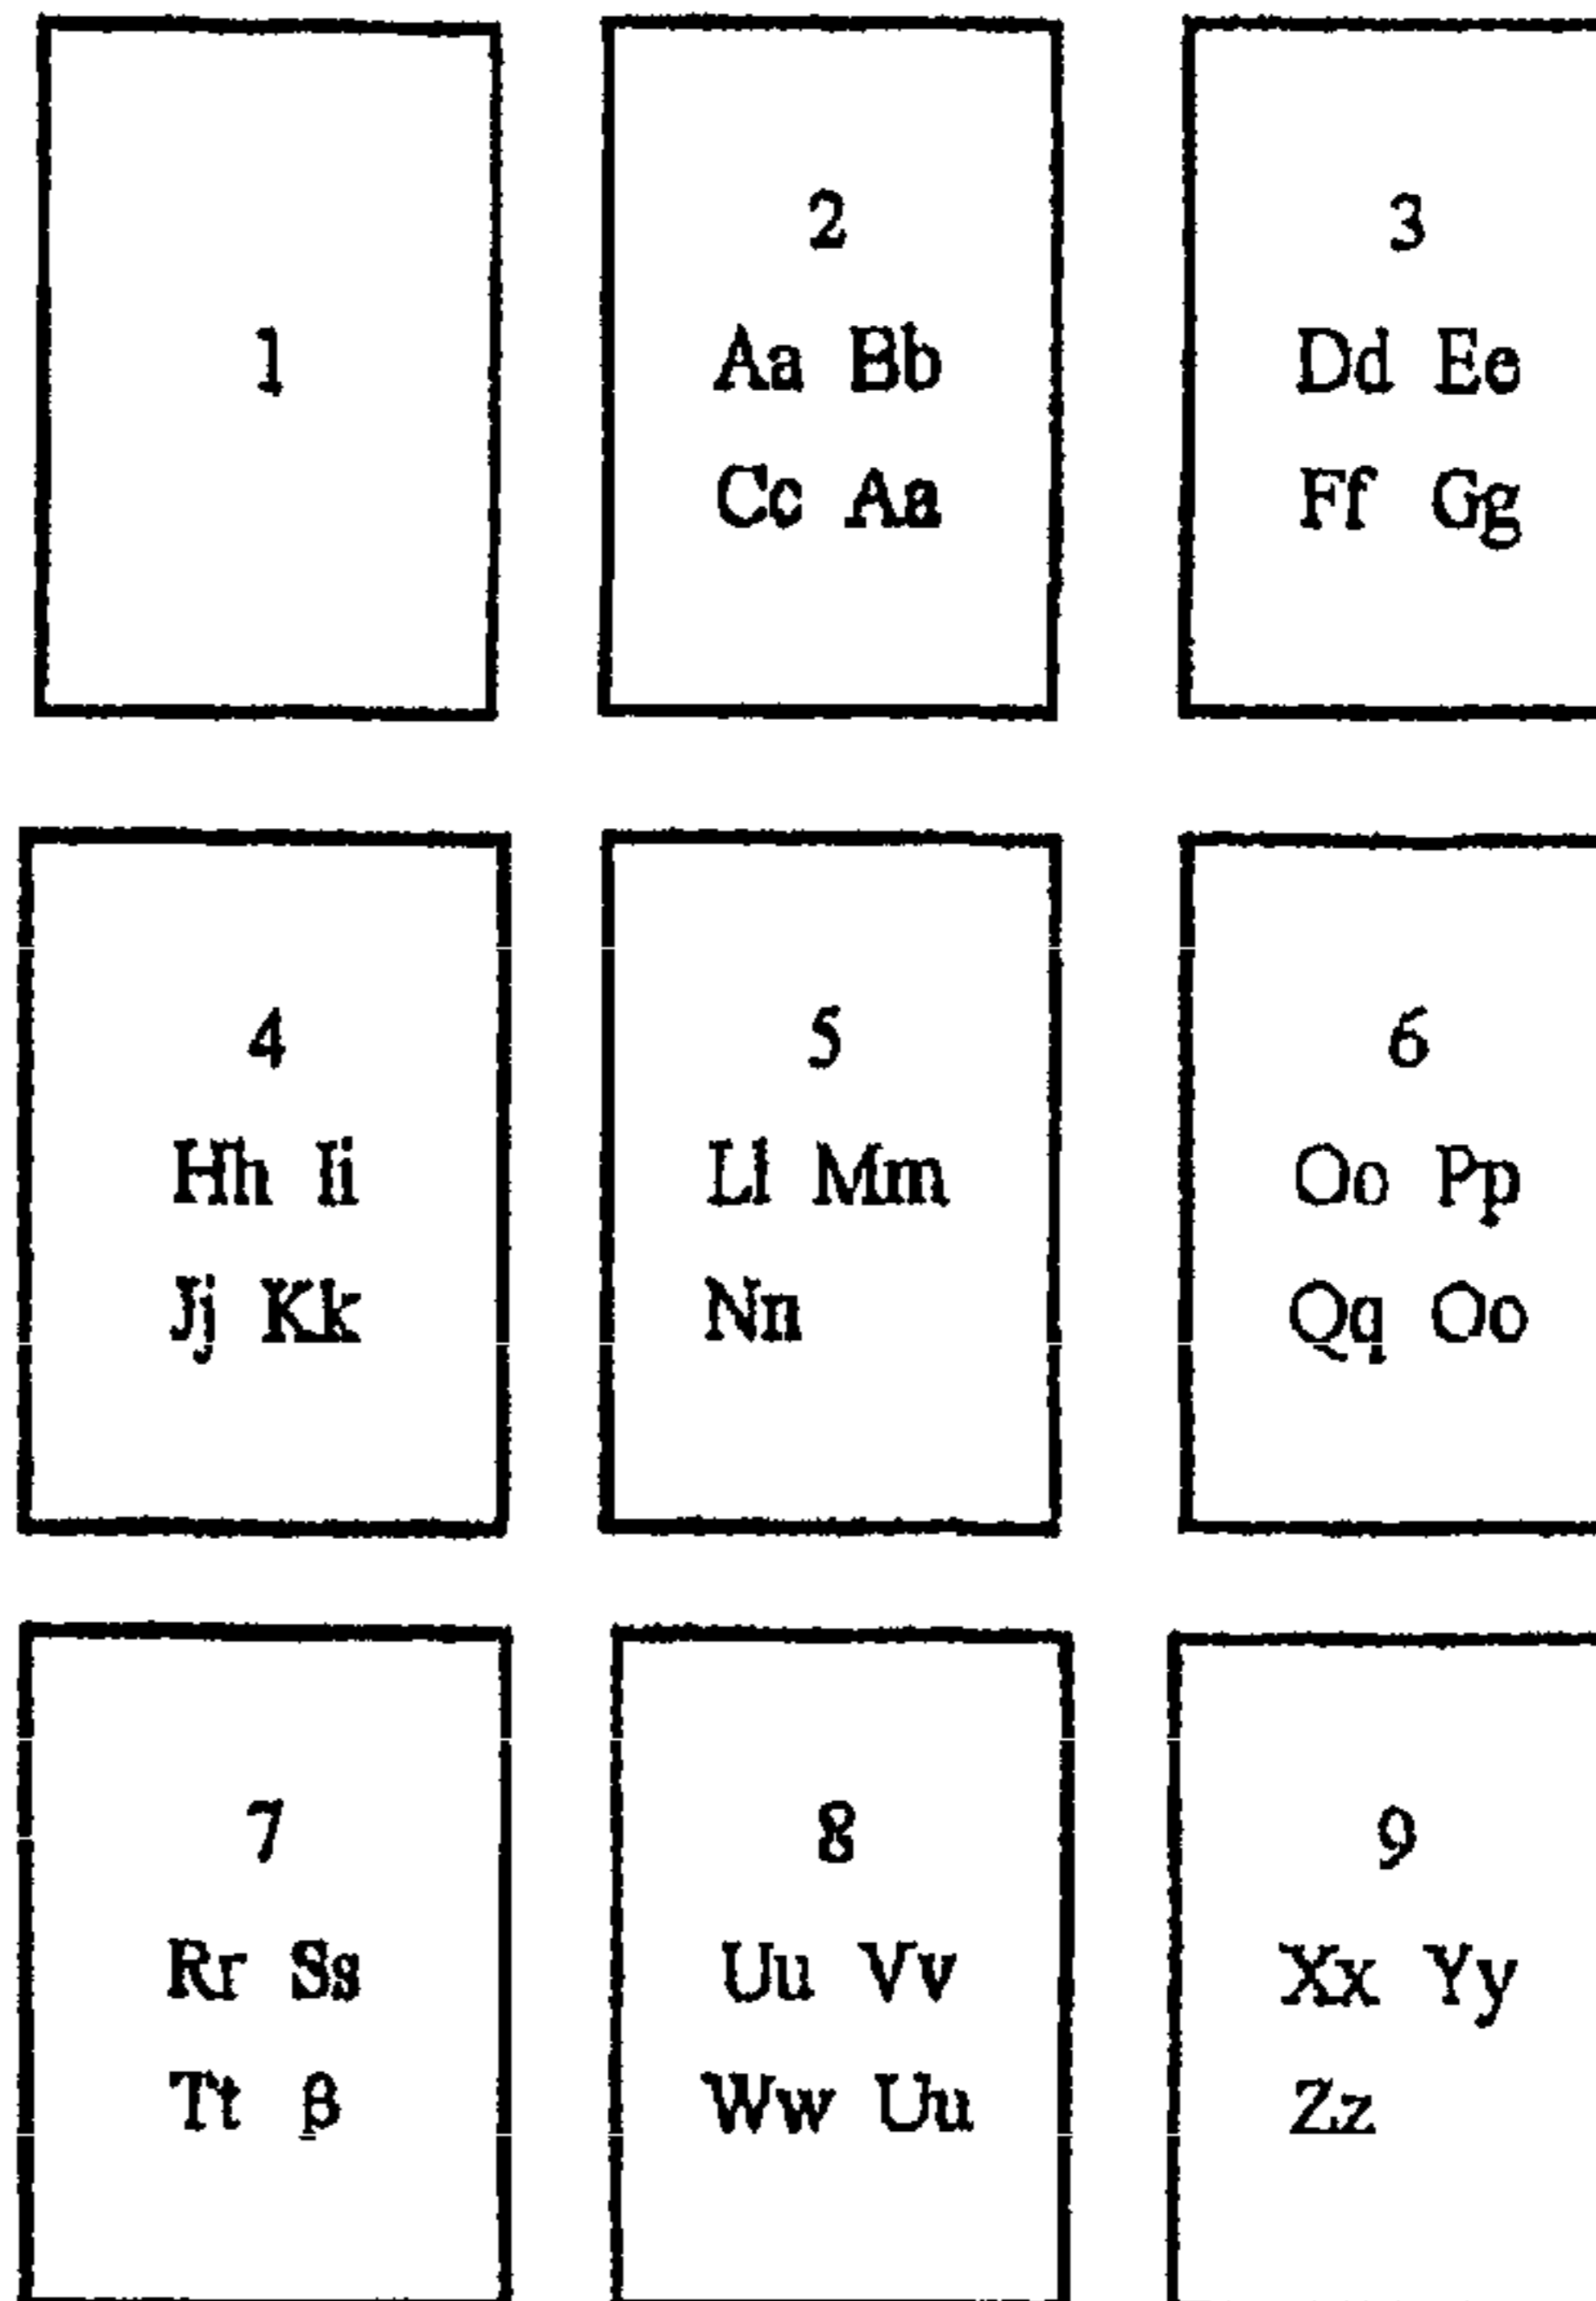 1
2
Aa Bb
Cc Aa
3
Dd Ee
Ff Gg
4
Hh Ii
Jj Kk
5
Ll Mm
Nn
6
Oo Pp
Qq Oo
7
Rr Ss
Tt β
8
Uu Vv
Ww Uu
9
Xx Yy
Zz